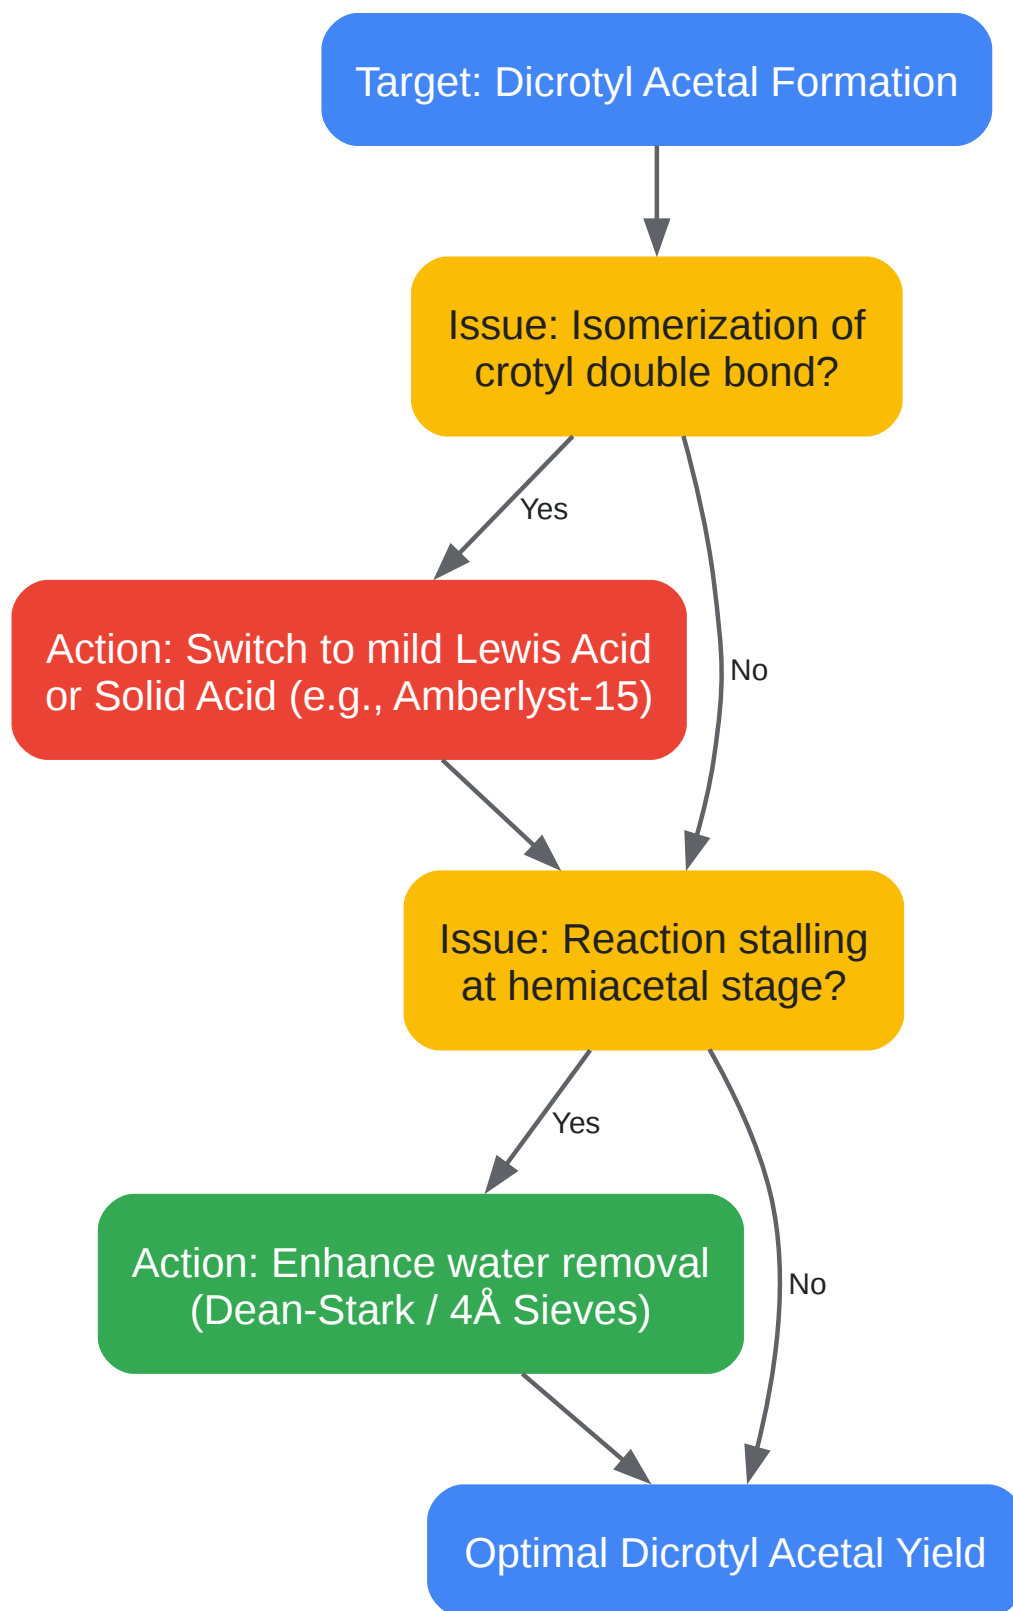 Target: Dicrotyl Acetal Formation
Issue: Isomerization of
crotyl double bond?
Yes
Action: Switch to mild Lewis Acid
or Solid Acid (e.g., Amberlyst-15)
No
Issue: Reaction stalling
at hemiacetal stage?
Yes
Action: Enhance water removal
(Dean-Stark / 4Å Sieves)
No
Optimal Dicrotyl Acetal Yield